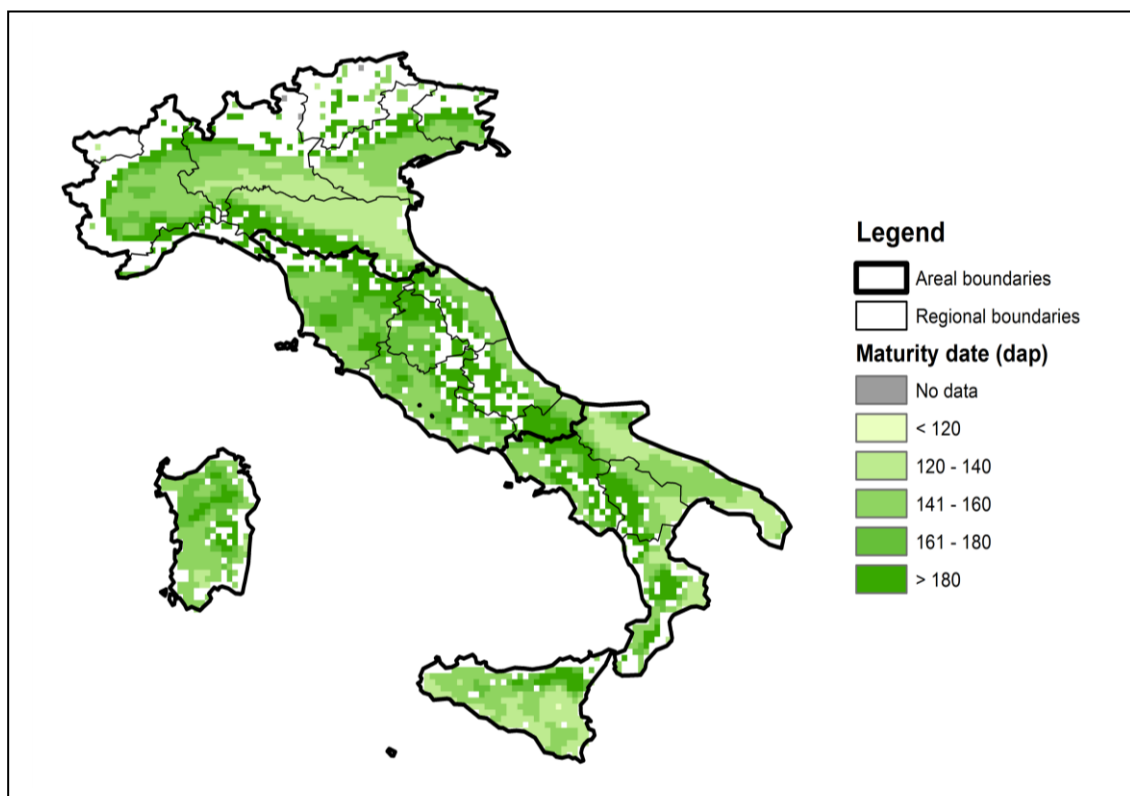 Legend
Areal boundaries
Regional boundaries
Maturity date (dap)
No data
< 120
120 - 140
141 - 160
161 - 180
> 180